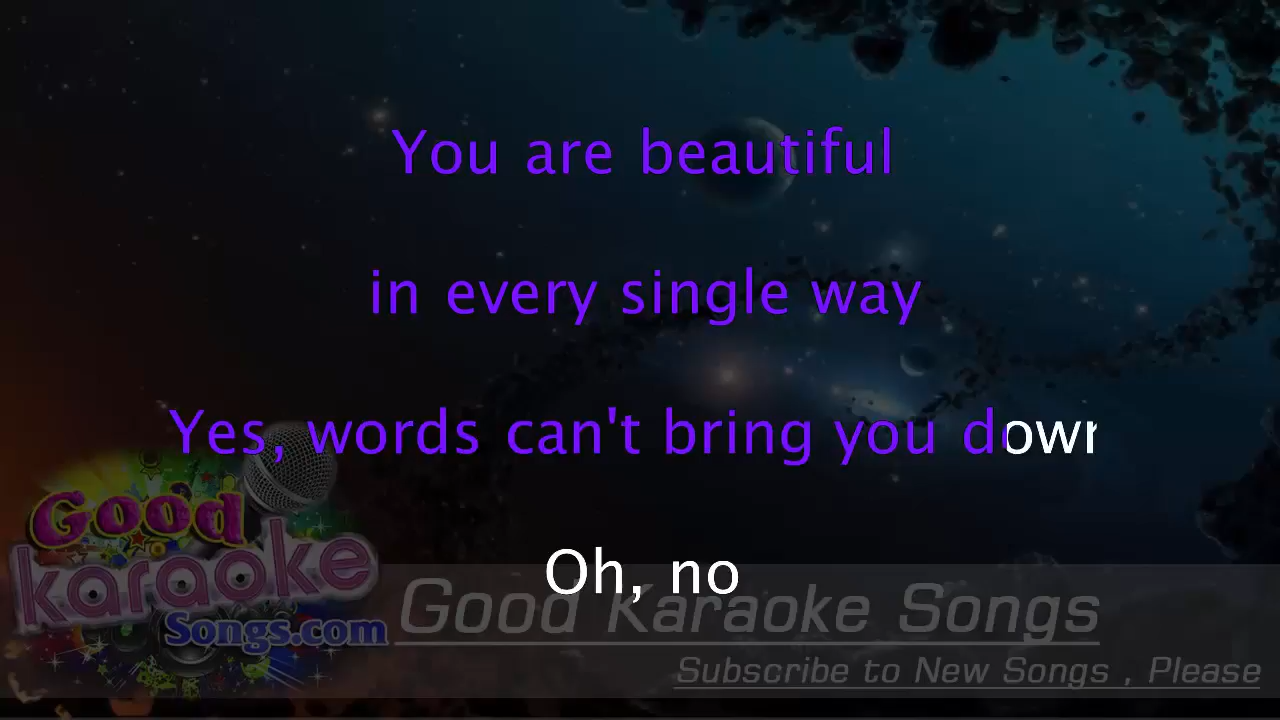 You are beautiful
in every single way
Yes, words can't bring you down
Oh, no
Good
karaoke
Songs.com
Good Karaoke Songs
Subscribe to New Songs , Please